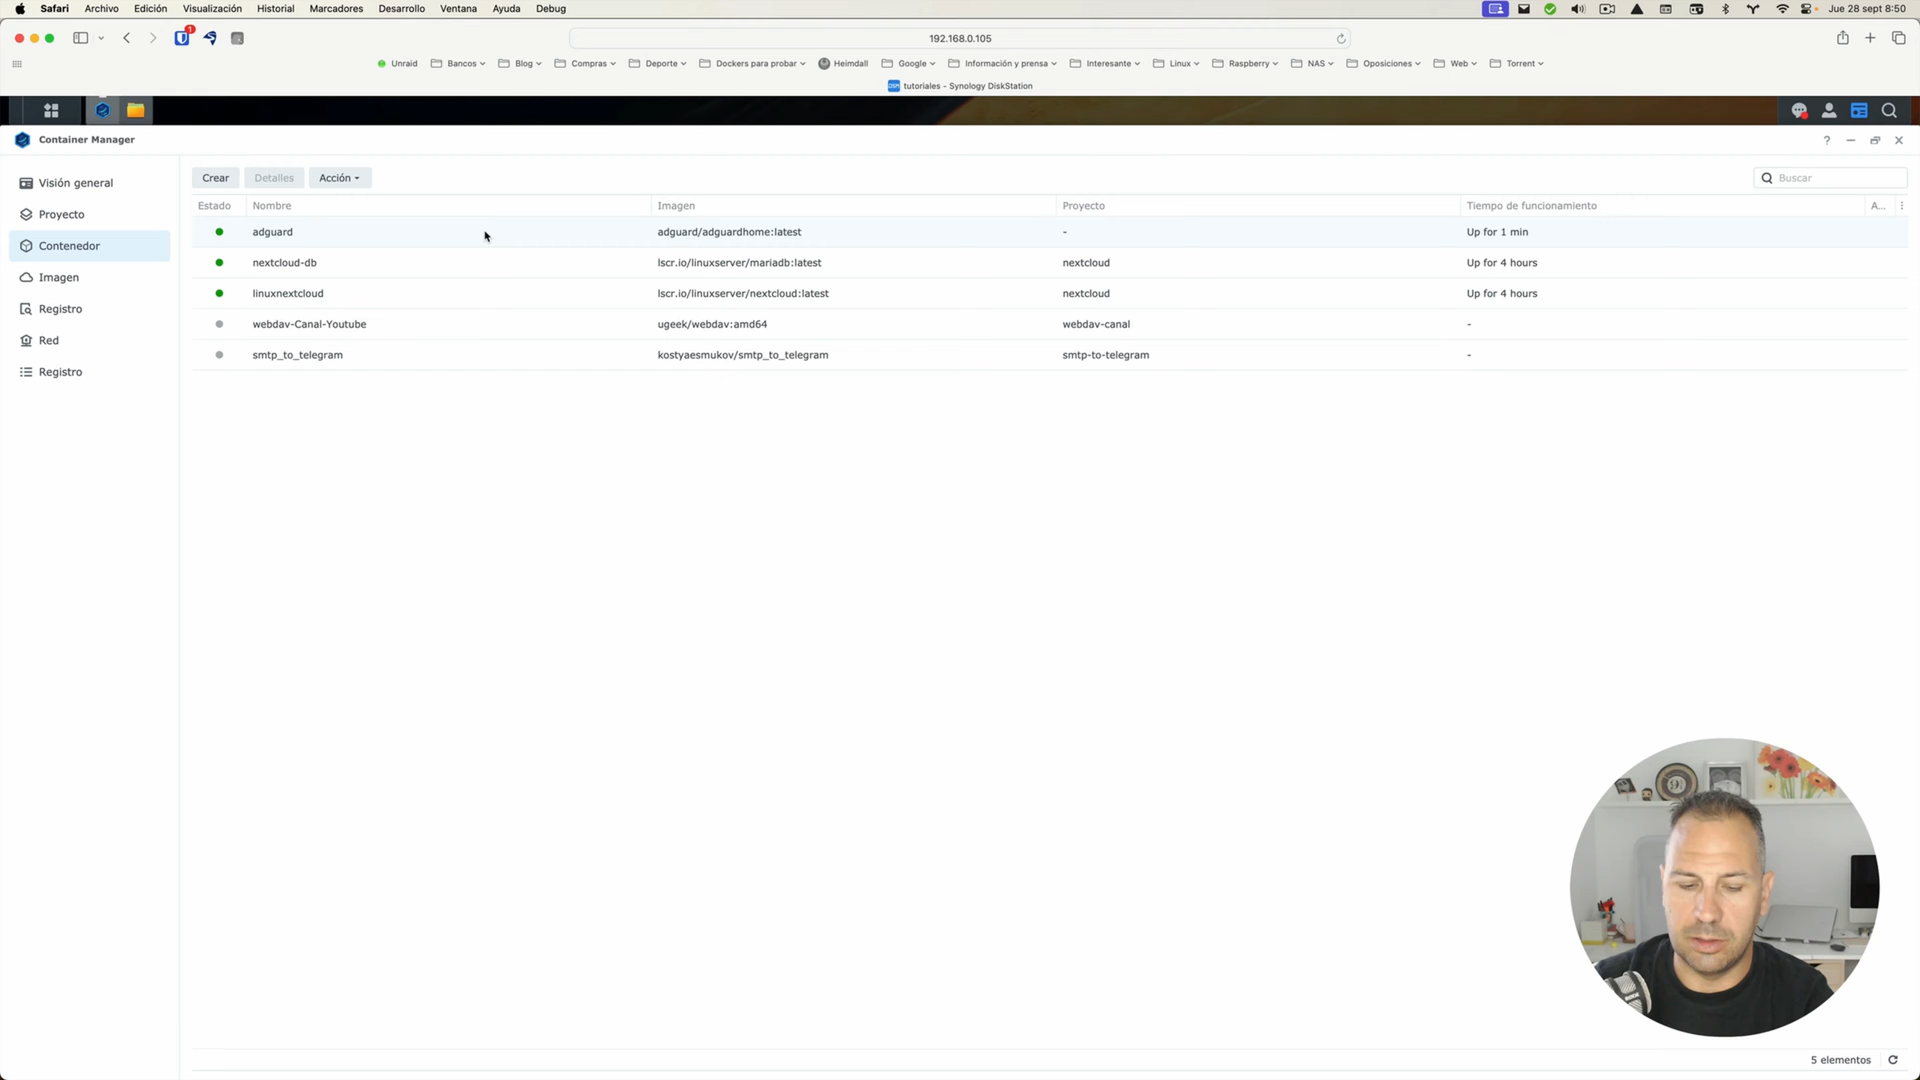 Safari Archivo Edición Visualización Historial Marcadores Desarrollo Ventana Ayuda Debug Jue 28 sept 8:50
1 192.168.0.105
Unraid Bancos Blog Compras Deporte Dockers para probar Heimdall Google Información y prensa Interesante Linux Raspberry NAS Oposiciones Web Torrent
DSM tutoriales - Synology DiskStation
Container Manager ?
Visión general
Proyecto
Contenedor
Imagen
Registro
Red
Registro
Crear Detalles Acción Buscar
Estado Nombre Imagen Proyecto Tiempo de funcionamiento A...
adguard adguard/adguardhome:latest - Up for 1 min
nextcloud-db lscr.io/linuxserver/mariadb:latest nextcloud Up for 4 hours
linuxnextcloud lscr.io/linuxserver/nextcloud:latest nextcloud Up for 4 hours
webdav-Canal-Youtube ugeek/webdav:amd64 webdav-canal -
smtp_to_telegram kostyaesmukov/smtp_to_telegram smtp-to-telegram -
5 elementos